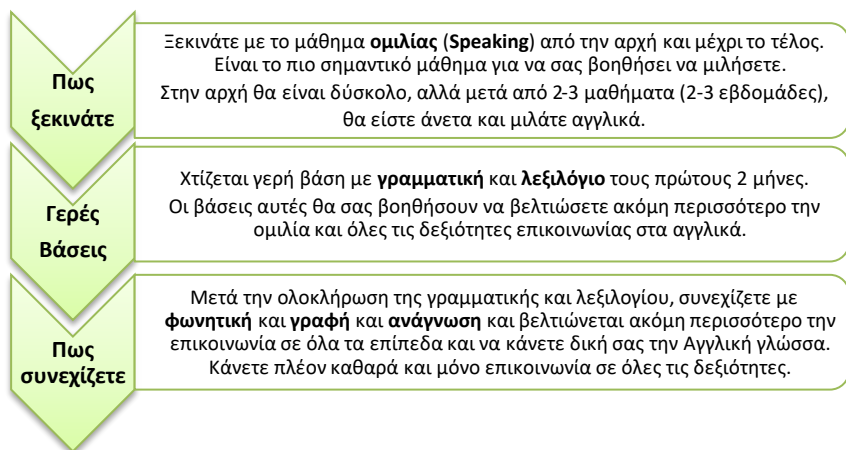 Πως
ξεκινάτε
Ξεκινάτε με το μάθημα ομιλίας (Speaking) από την αρχή και μέχρι το τέλος.
Είναι το πιο σημαντικό μάθημα για να σας βοηθήσει να μιλήσετε.
Στην αρχή θα είναι δύσκολο, αλλά μετά από 2-3 μαθήματα (2-3 εβδομάδες),
θα είστε άνετα και μιλάτε αγγλικά.
Γερές
Βάσεις
Χτίζεται γερή βάση με γραμματική και λεξιλόγιο τους πρώτους 2 μήνες.
Οι βάσεις αυτές θα σας βοηθήσουν να βελτιώσετε ακόμη περισσότερο την
ομιλία και όλες τις δεξιότητες επικοινωνίας στα αγγλικά.
Πως
συνεχίζετε
Μετά την ολοκλήρωση της γραμματικής και λεξιλογίου, συνεχίζετε με
φωνητική και γραφή και ανάγνωση και βελτιώνεται ακόμη περισσότερο την
επικοινωνία σε όλα τα επίπεδα και να κάνετε δική σας την Αγγλική γλώσσα.
Κάνετε πλέον καθαρά και μόνο επικοινωνία σε όλες τις δεξιότητες.